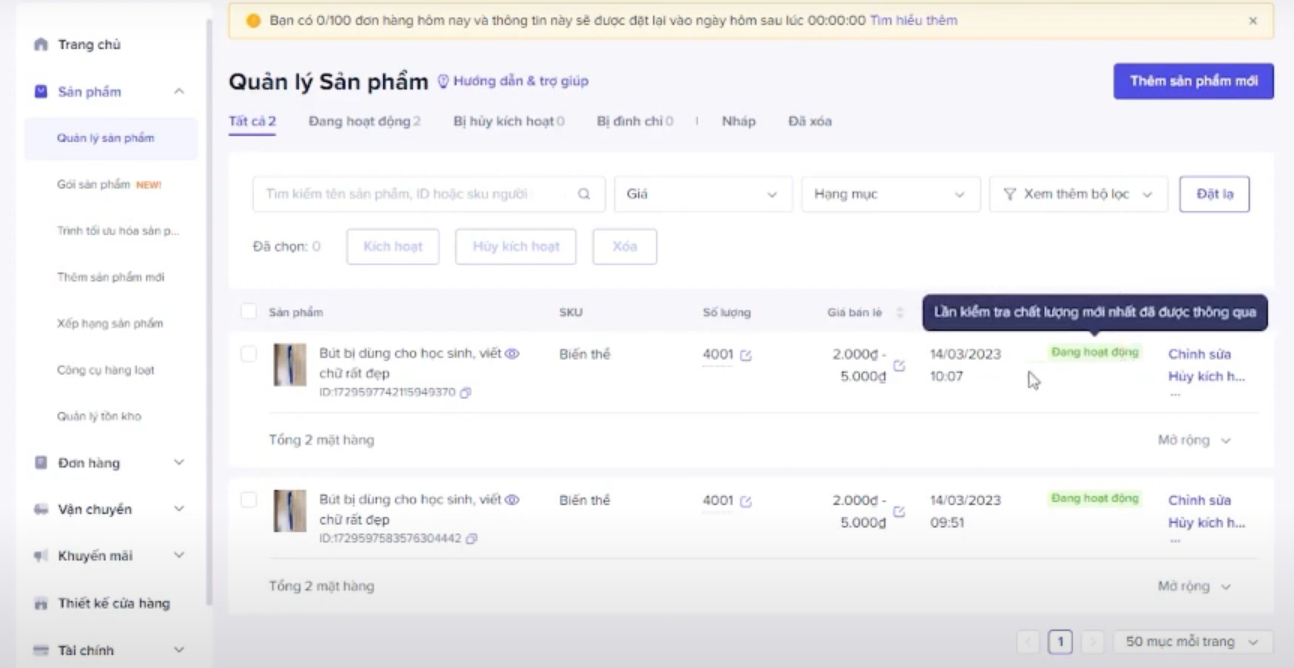 Bạn có 0/100 đơn hàng hôm nay và thông tin này sẽ được đặt lại vào ngày hôm sau lúc 00:00:00 Tìm hiểu thêm
Trang chủ
Sản phẩm
Quản lý sản phẩm
Gói sản phẩm NEW!
Trình tối ưu hóa sản p...
Thêm sản phẩm mới
Xếp hạng sản phẩm
Công cụ hàng loạt
Quản lý tồn kho
Đơn hàng
Vận chuyển
Khuyến mãi
Thiết kế cửa hàng
Tài chính
Quản lý Sản phẩm Hướng dẫn & trợ giúp
Thêm sản phẩm mới
Tất cả 2 Đang hoạt động 2 Bị hủy kích hoạt 0 Bị đình chỉ 0 Nháp Đã xóa
Tìm kiếm tên sản phẩm, ID hoặc sku người Giá Hạng mục Xem thêm bộ lọc Đặt lạ
Đã chọn: 0 Kích hoạt Hủy kích hoạt Xóa
Sản phẩm SKU Số lượng Giá bán lẻ Lần kiểm tra chất lượng mới nhất đã được thông qua
Bút bị dùng cho học sinh, viết Biến thể 4001 2.000₫ - 14/03/2023 Đang hoạt động Chỉnh sửa
chữ rất đẹp 5.000₫ 10:07 Hủy kích h...
ID:1729597742115949370 ...
Tổng 2 mặt hàng Mở rộng
Bút bị dùng cho học sinh, viết Biến thể 4001 2.000₫ - 14/03/2023 Đang hoạt động Chỉnh sửa
chữ rất đẹp 5.000₫ 09:51 Hủy kích h...
ID:1729597583576304442 ...
Tổng 2 mặt hàng Mở rộng
1 50 mục mỗi trang